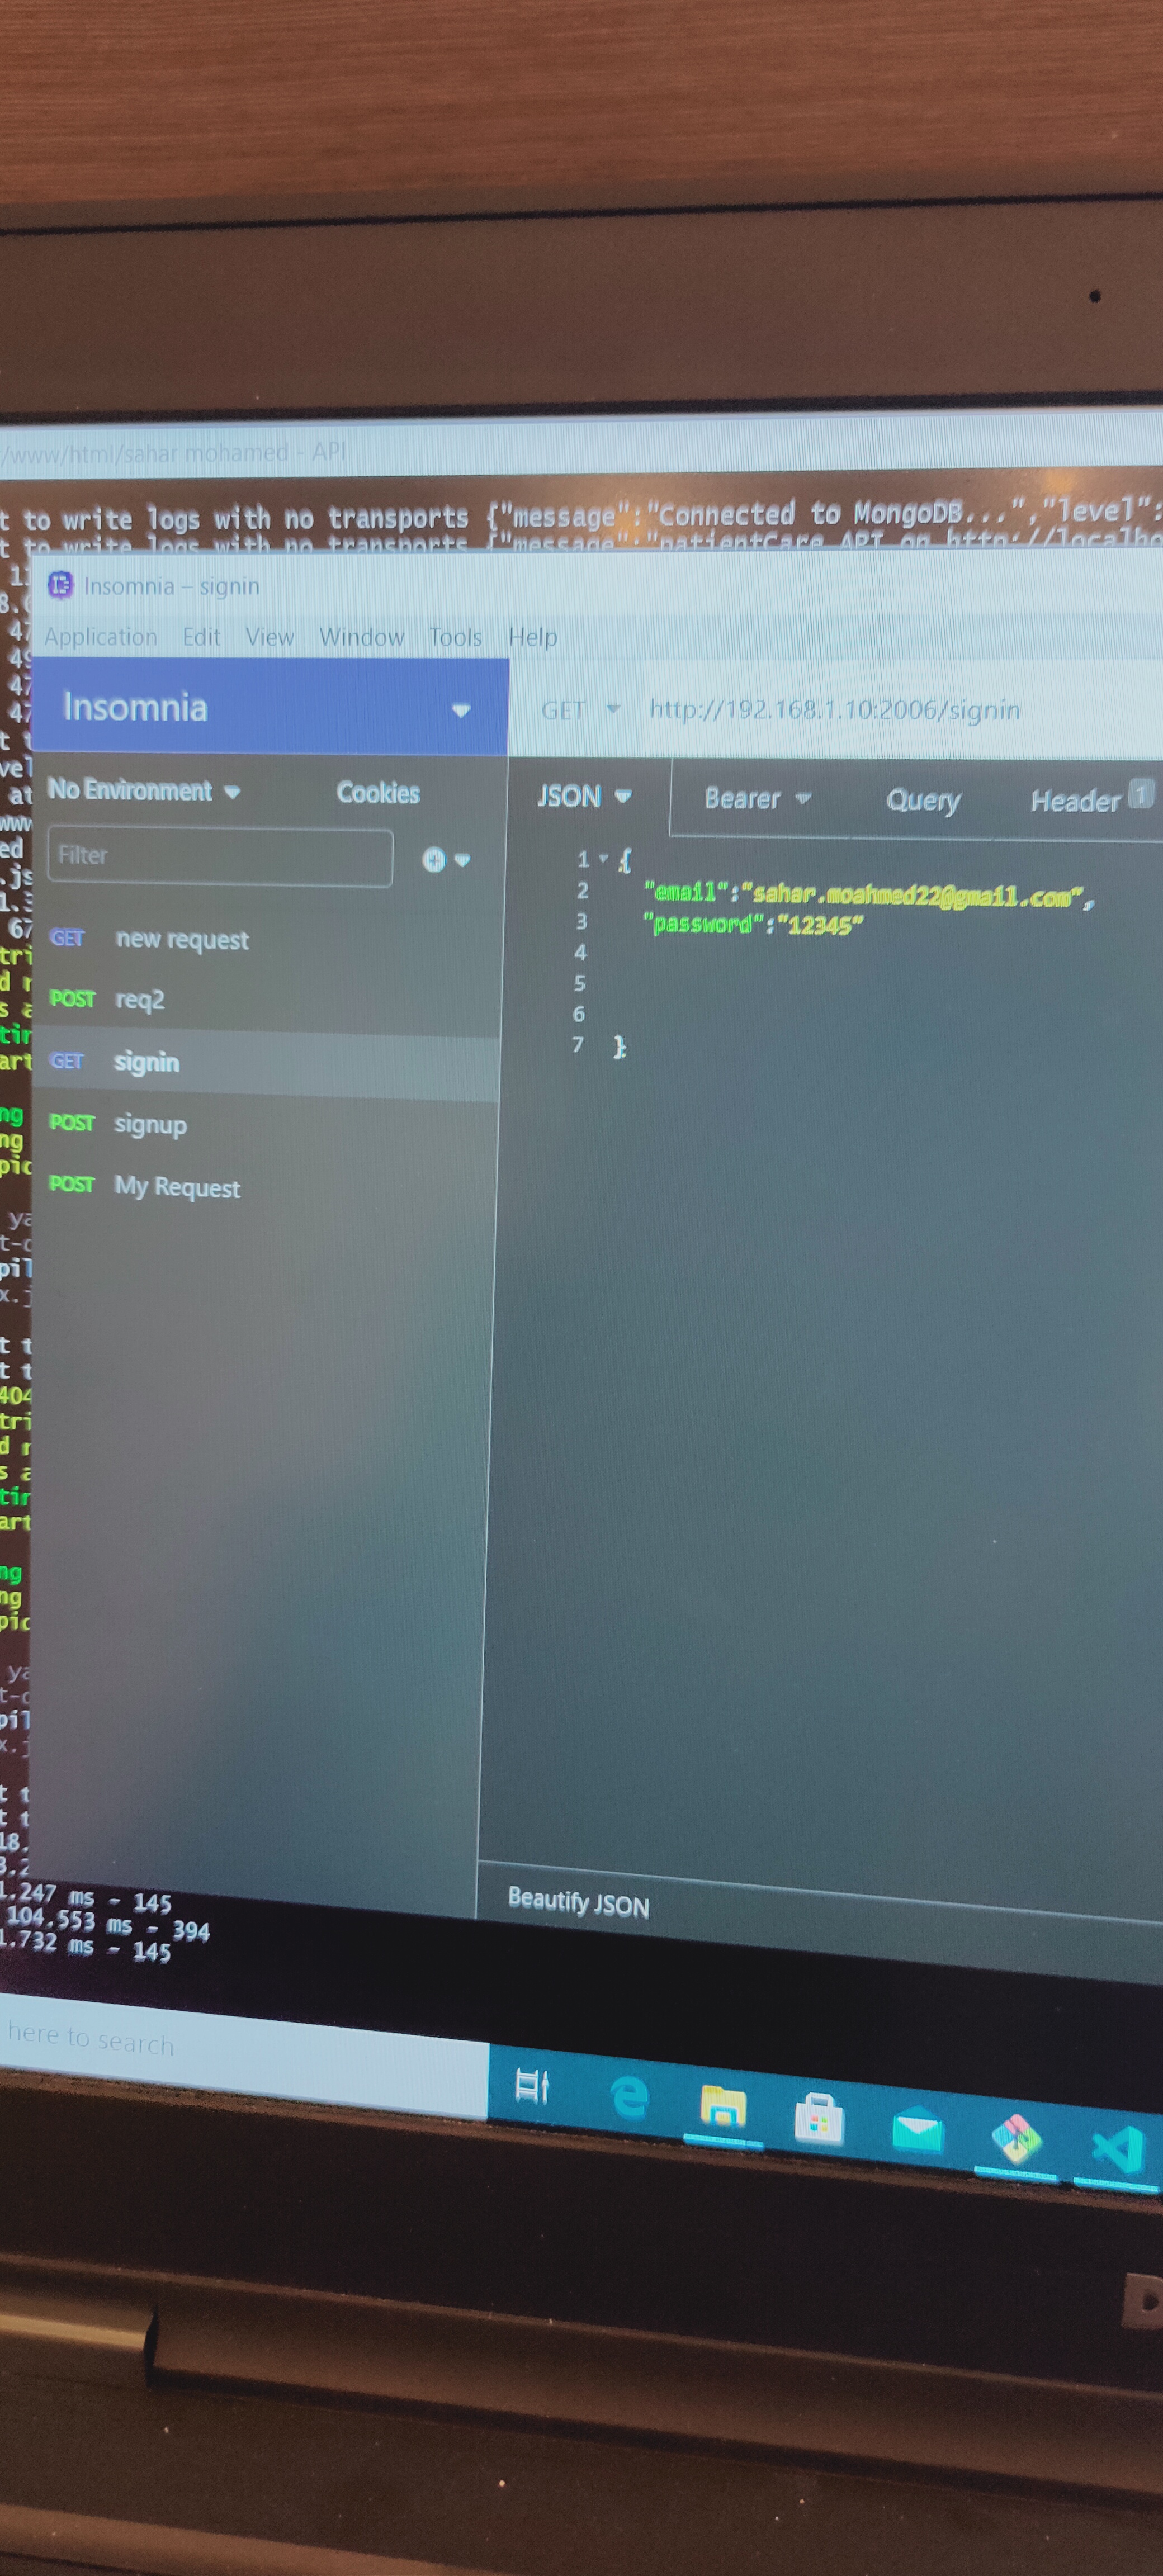 /www/html/sahar mohamed - API
t to write logs with no transports {"message":"Connected to MongoDB...","level":
t to write logs with no transports {"message":"patientCare API on http://localho
Insomnia – signin
Application Edit View Window Tools Help
Insomnia
GET http://192.168.1.10:2006/signin
No Environment Cookies
JSON Bearer Query Header 1
Filter
1 {
2 "email":"sahar.moahmed22@gmail.com",
3 "password":"12345"
4
5
6
7 }
GET new request
POST req2
GET signin
POST signup
POST My Request
Beautify JSON
1.247 ms - 145
104.553 ms - 394
1.732 ms - 145
here to search